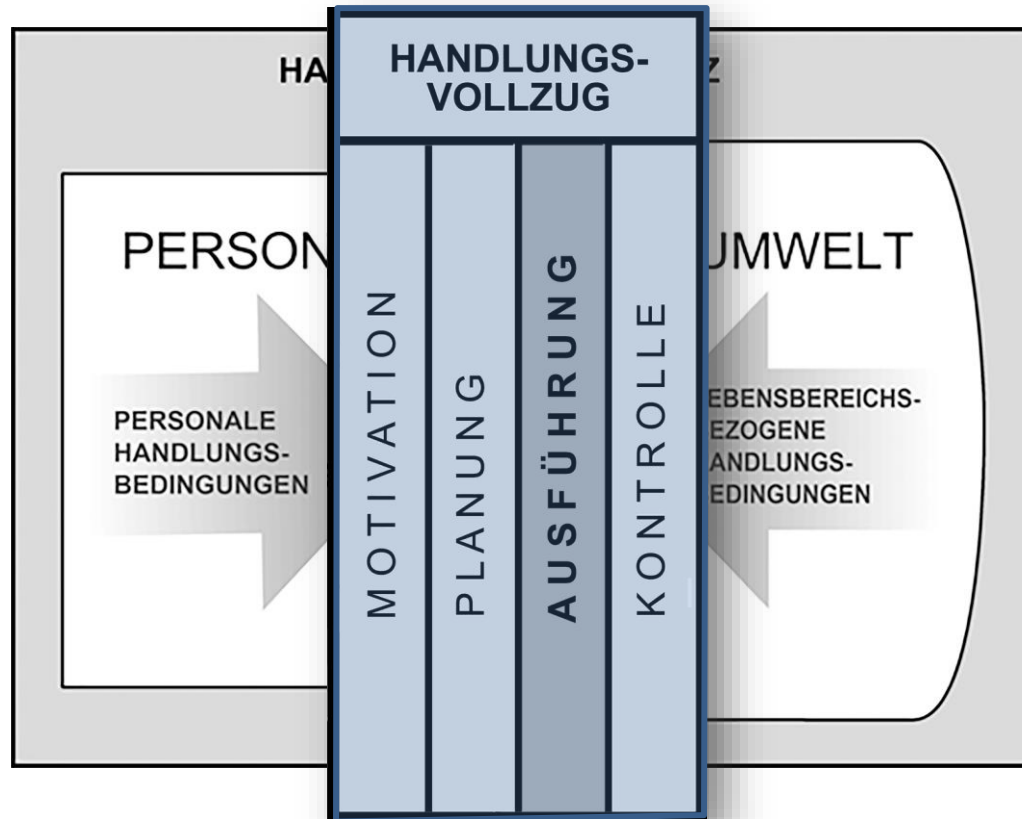 HA
Z
HANDLUNGS-
VOLLZUG
PERSON
UMWELT
PERSONALE
HANDLUNGS-
BEDINGUNGEN
MOTIVATION
PLANUNG
AUSFÜHRUNG
KONTROLLE
EBENSBEREICHS-
EZOGENE
ANDLUNGS-
EDINGUNGEN